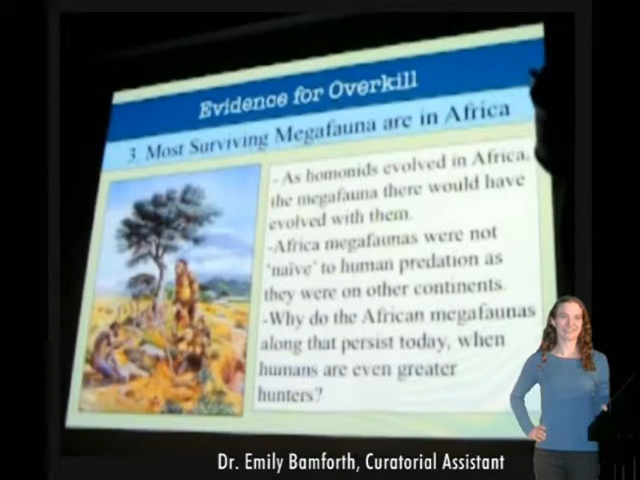 Evidence for Overkill
3 Most Surviving Megafauna are in Africa
- As homonids evolved in Africa,
the megafauna there would have
evolved with them.
-Africa megafaunas were not
'naïve' to human predation as
they were on other continents.
-Why do the African megafaunas
along that persist today, when
humans are even greater
hunters?
Dr. Emily Bamforth, Curatorial Assistant